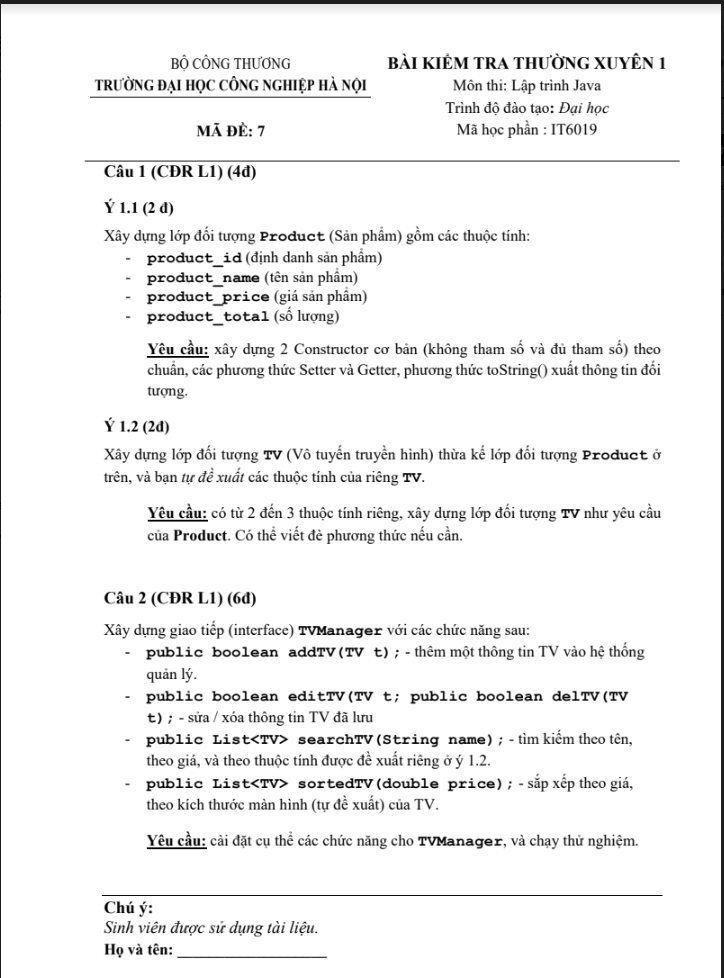 BỘ CÔNG THƯƠNG
TRƯỜNG ĐẠI HỌC CÔNG NGHIỆP HÀ NỘI
MÃ ĐỀ: 7
BÀI KIỂM TRA THƯỜNG XUYÊN 1
Môn thi: Lập trình Java
Trình độ đào tạo: Đại học
Mã học phần : IT6019
Câu 1 (CĐR L1) (4đ)
Ý 1.1 (2 đ)
Xây dựng lớp đối tượng Product (Sản phẩm) gồm các thuộc tính:
- product_id (định danh sản phẩm)
- product_name (tên sản phẩm)
- product_price (giá sản phẩm)
- product_total (số lượng)
Yêu cầu: xây dựng 2 Constructor cơ bản (không tham số và đủ tham số) theo
chuẩn, các phương thức Setter và Getter, phương thức toString() xuất thông tin đối
tượng.
Ý 1.2 (2đ)
Xây dựng lớp đối tượng TV (Vô tuyến truyền hình) thừa kế lớp đối tượng Product ở
trên, và bạn tự đề xuất các thuộc tính của riêng TV.
Yêu cầu: có từ 2 đến 3 thuộc tính riêng, xây dựng lớp đối tượng TV như yêu cầu
của Product. Có thể viết đè phương thức nếu cần.
Câu 2 (CĐR L1) (6đ)
Xây dựng giao tiếp (interface) TVManager với các chức năng sau:
- public boolean addTV(TV t); - thêm một thông tin TV vào hệ thống
quản lý.
- public boolean editTV(TV t; public boolean delTV(TV
t); - sửa / xóa thông tin TV đã lưu
- public List<TV> searchTV(String name); - tìm kiếm theo tên,
theo giá, và theo thuộc tính được đề xuất riêng ở ý 1.2.
- public List<TV> sortedTV(double price); - sắp xếp theo giá,
theo kích thước màn hình (tự đề xuất) của TV.
Yêu cầu: cài đặt cụ thể các chức năng cho TVManager, và chạy thử nghiệm.
Chú ý:
Sinh viên được sử dụng tài liệu.
Họ và tên: